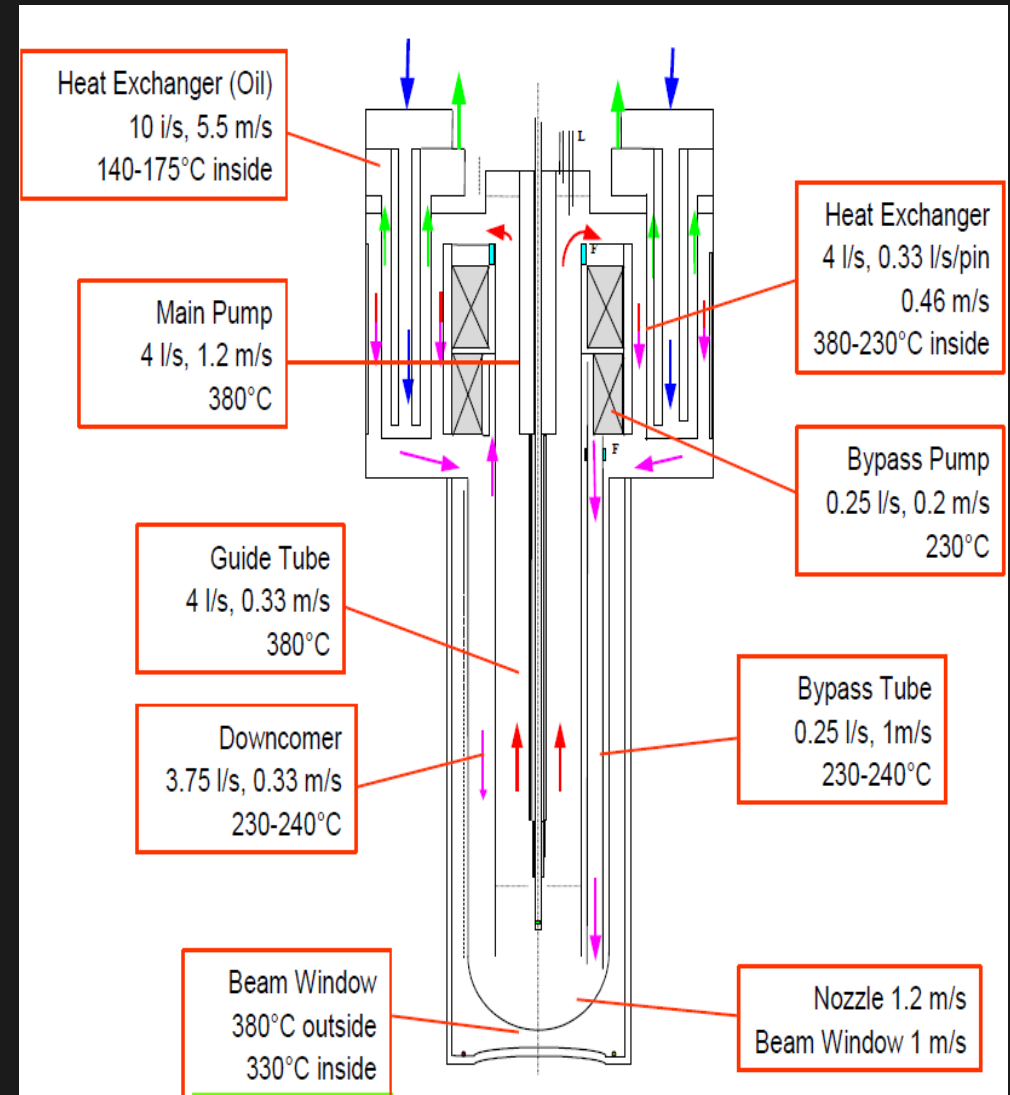 Heat Exchanger (Oil)
10 i/s, 5.5 m/s
140-175°C inside
L
Heat Exchanger
4 l/s, 0.33 l/s/pin
0.46 m/s
380-230°C inside
F
Main Pump
4 l/s, 1.2 m/s
380°C
Bypass Pump
0.25 l/s, 0.2 m/s
230°C
F
Guide Tube
4 l/s, 0.33 m/s
380°C
Bypass Tube
0.25 l/s, 1m/s
230-240°C
Downcomer
3.75 l/s, 0.33 m/s
230-240°C
Beam Window
380°C outside
330°C inside
Nozzle 1.2 m/s
Beam Window 1 m/s